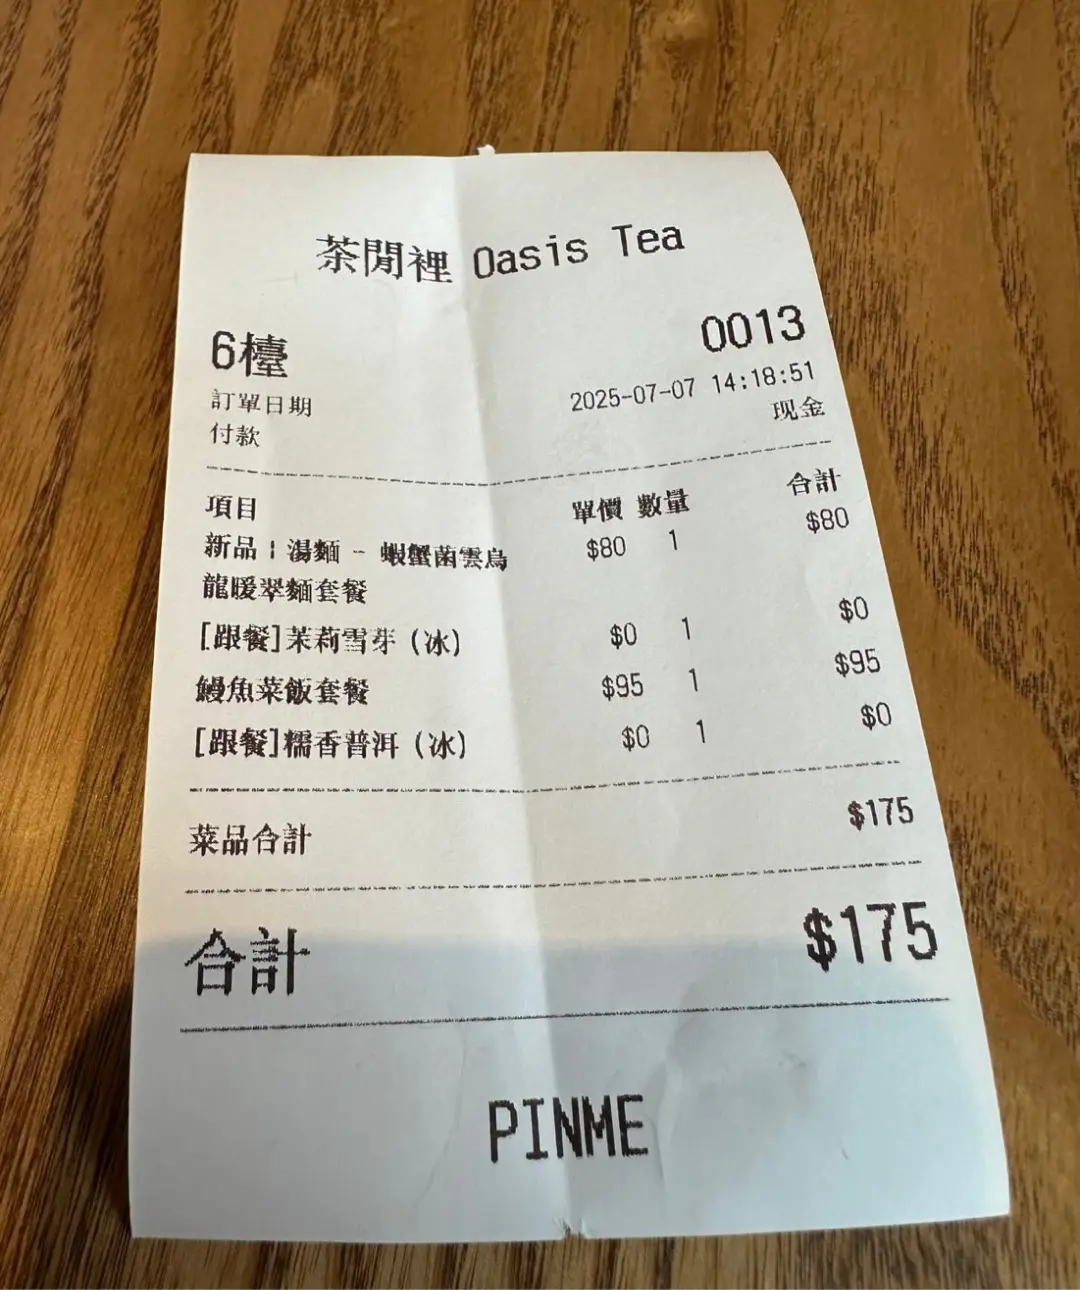 茶閒裡 Oasis Tea
6檯 0013
訂單日期 2025-07-07 14:18:51
付款 现金
項目 單價 數量 合計
新品¦湯麵 - 蝦蟹菌雲烏 $80 1 $80
龍暖翠麵套餐
[跟餐]茉莉雪芽(冰) $0 1 $0
鰻魚菜飯套餐 $95 1 $95
[跟餐]糯香普洱(冰) $0 1 $0
菜品合計 $175
合計 $175
PINME